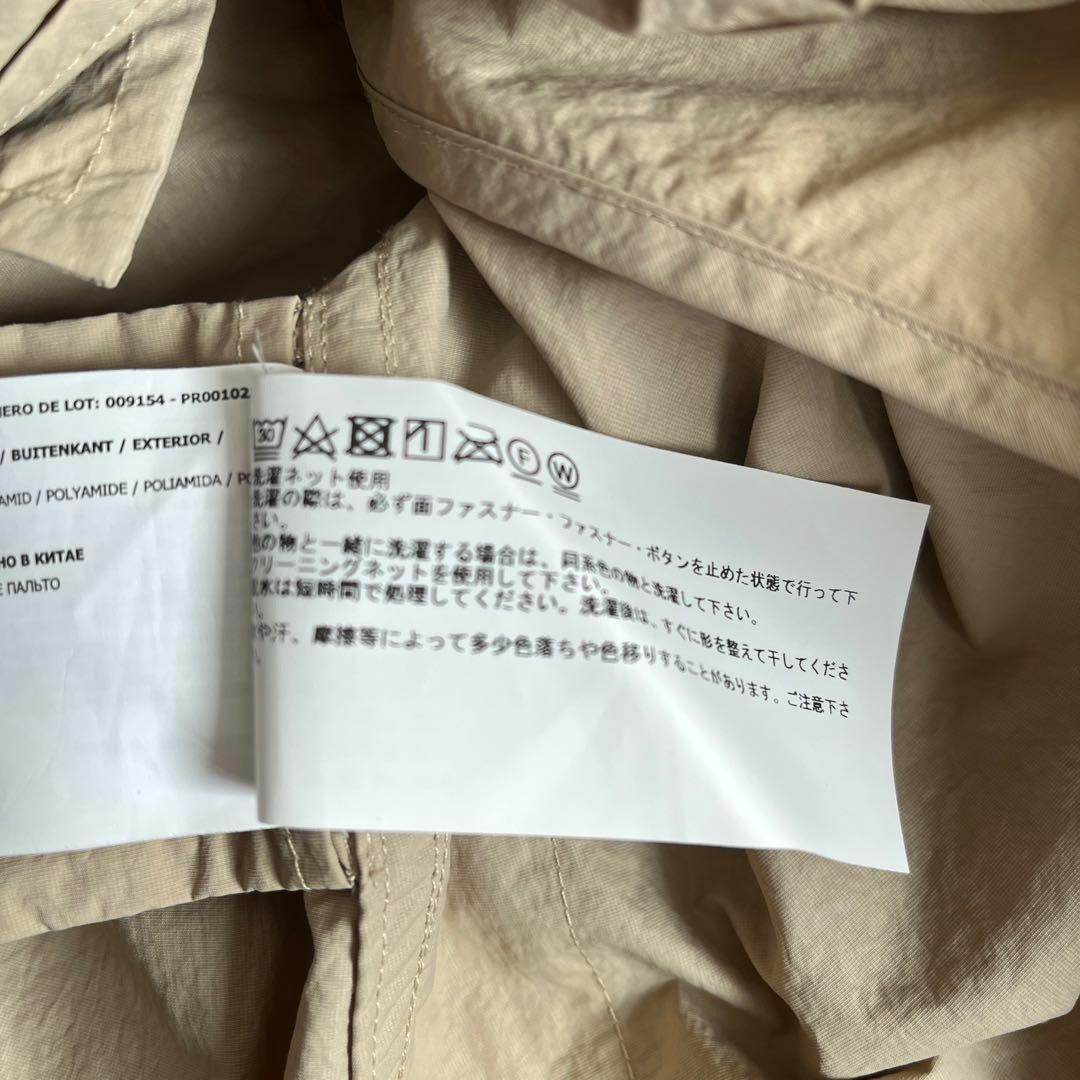 ERO DE LOT: 009154 - PR00102
/ BUITENKANT / EXTERIOR /
AMID / POLYAMIDE / POLIAMIDA / PO
НО В КИТАЕ
Е ПАЛЬТО
30 F W
洗濯ネット使用
洗濯の際は、必ず面ファスナー・ファスナー・ボタンを止めた状態で行って下
さい。
の物と一緒に洗濯する場合は、同系色の物と洗濯して下さい。
クリーニングネットを使用して下さい。
水は短時間で処理してください。洗濯後は、すぐに形を整えて干してくださ
や汗、摩擦等によって多少色落ちや色移りすることがあります。ご注意下さ